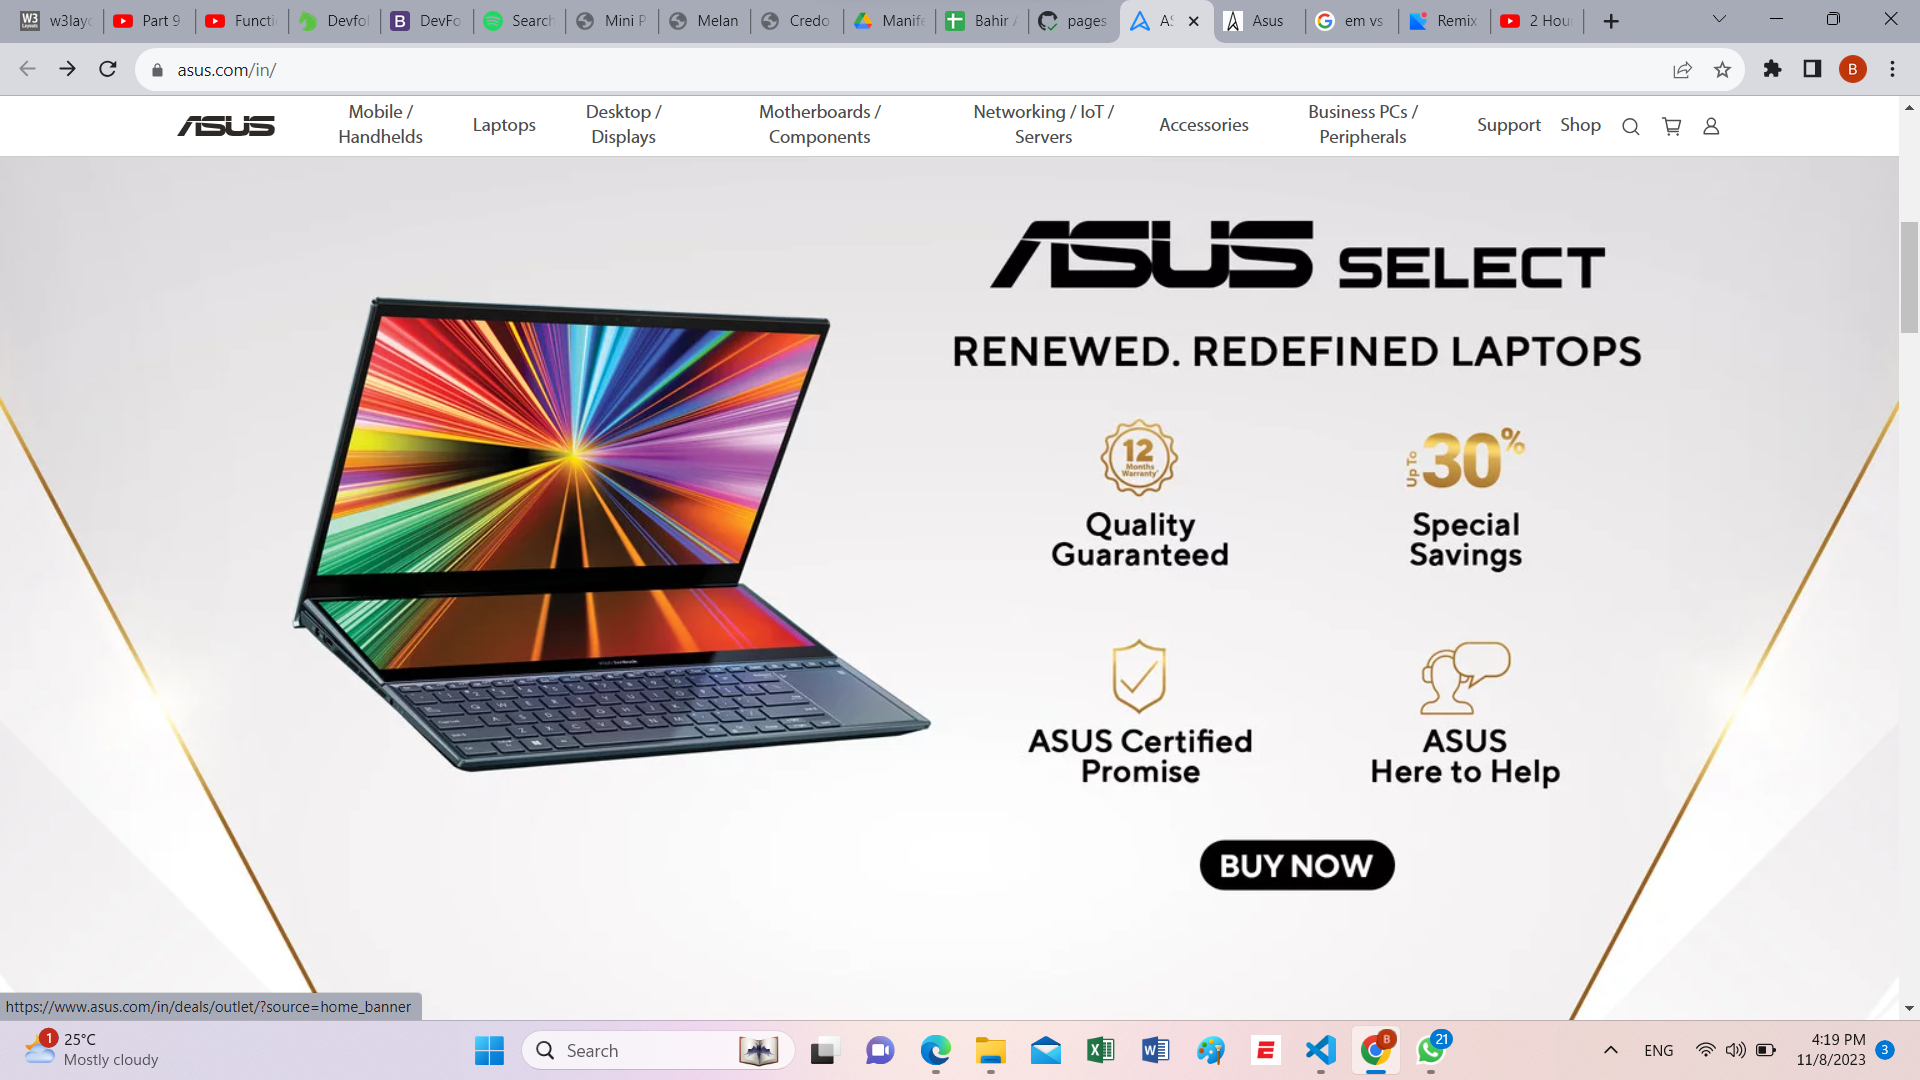 W3 w3layo
Part 9
Functi
Devfol
B DevFo
Search
Mini P
Melan
Credo
Manife
Bahir A
pages
AS
Asus
em vs
Remix
2 Hou
asus.com/in/
B
ASUS
Mobile /
Handhelds
Laptops
Desktop /
Displays
Motherboards /
Components
Networking / IoT /
Servers
Accessories
Business PCs /
Peripherals
Support
Shop
ASUS SELECT
RENEWED. REDEFINED LAPTOPS
12
Months
Warranty
Quality
Guaranteed
Up To 30%
Special
Savings
ASUS Certified
Promise
ASUS
Here to Help
BUY NOW
https://www.asus.com/in/deals/outlet/?source=home_banner
1
25°C
Mostly cloudy
Search
B
21
ENG
4:19 PM
11/8/2023
3